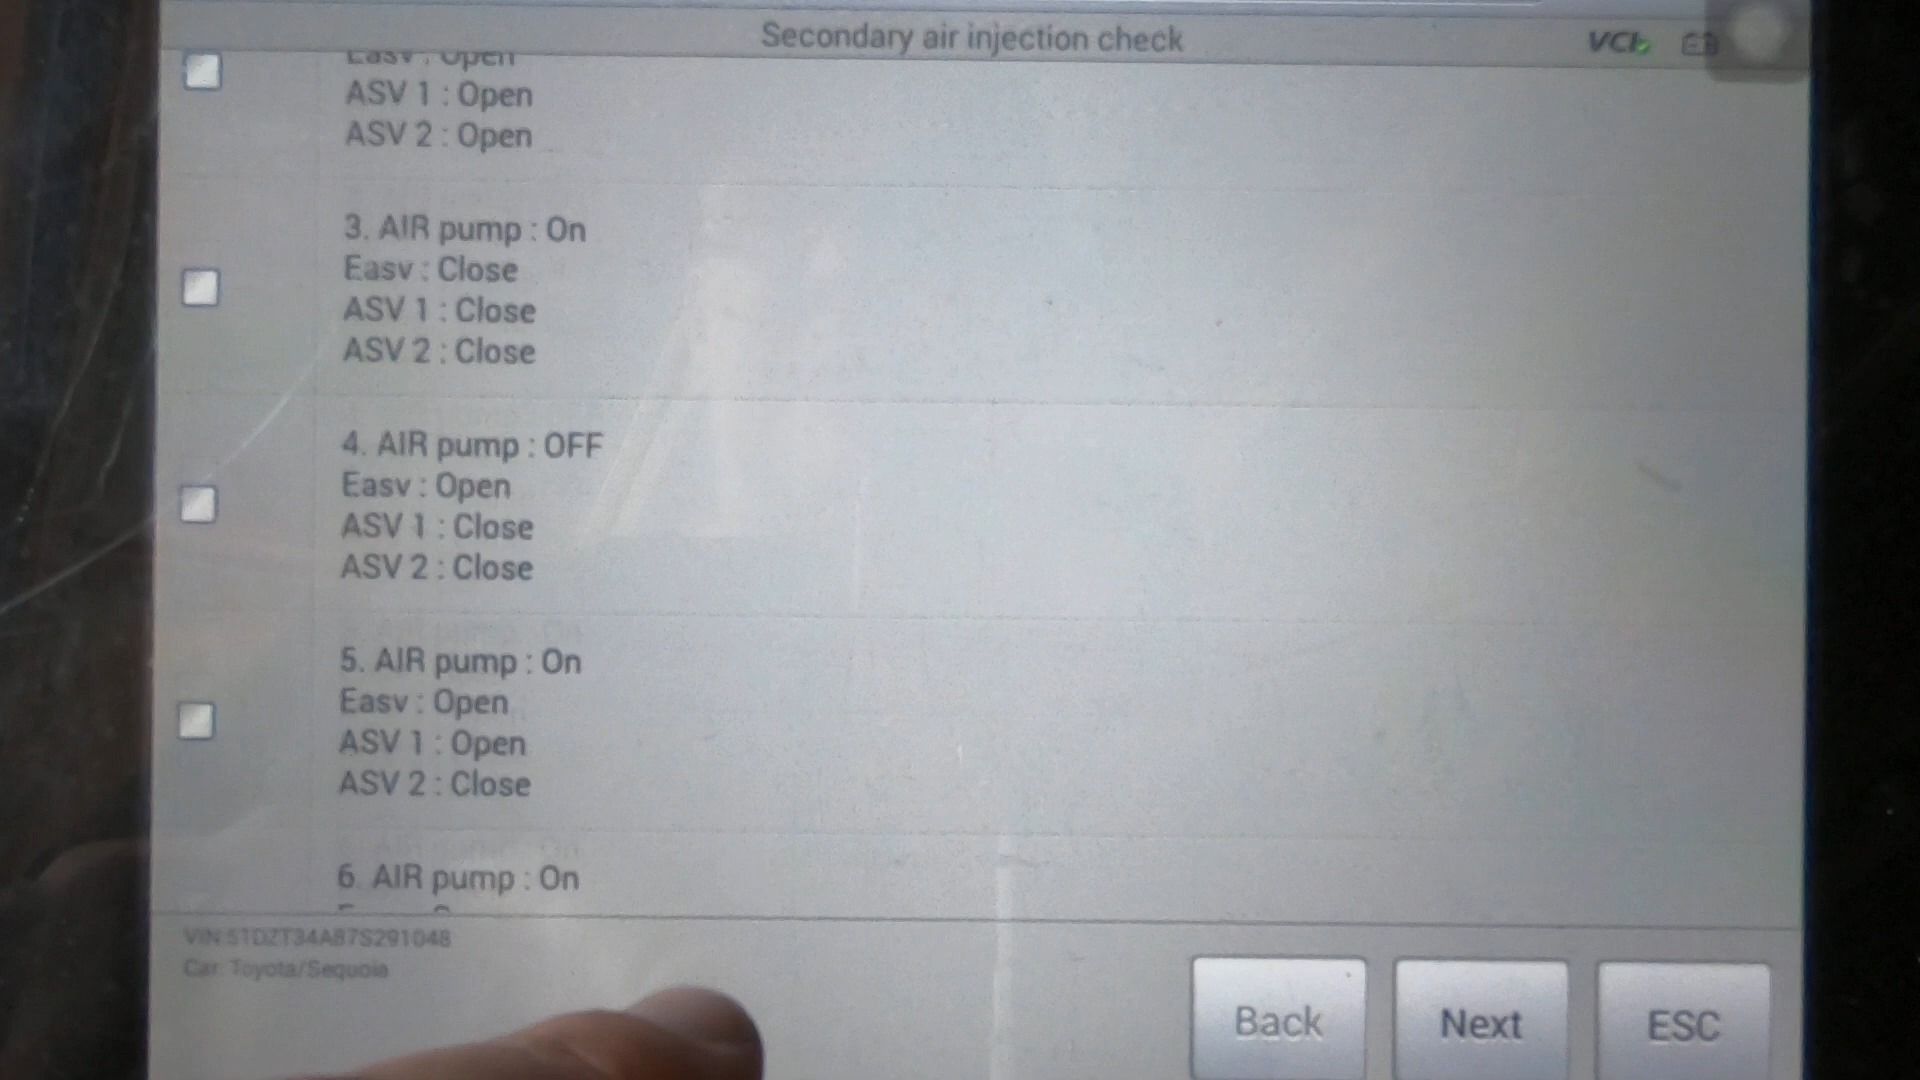 Secondary air injection check
VCI
Easv : Open
ASV 1 : Open
ASV 2 : Open
3. AIR pump : On
Easv : Close
ASV 1 : Close
ASV 2 : Close
4. AIR pump : OFF
Easv : Open
ASV 1 : Close
ASV 2 : Close
5. AIR pump : On
Easv : Open
ASV 1 : Open
ASV 2 : Close
6. AIR pump : On
VIN:5TDZT34A87S291048
Car: Toyota/Sequoia
Back
Next
ESC